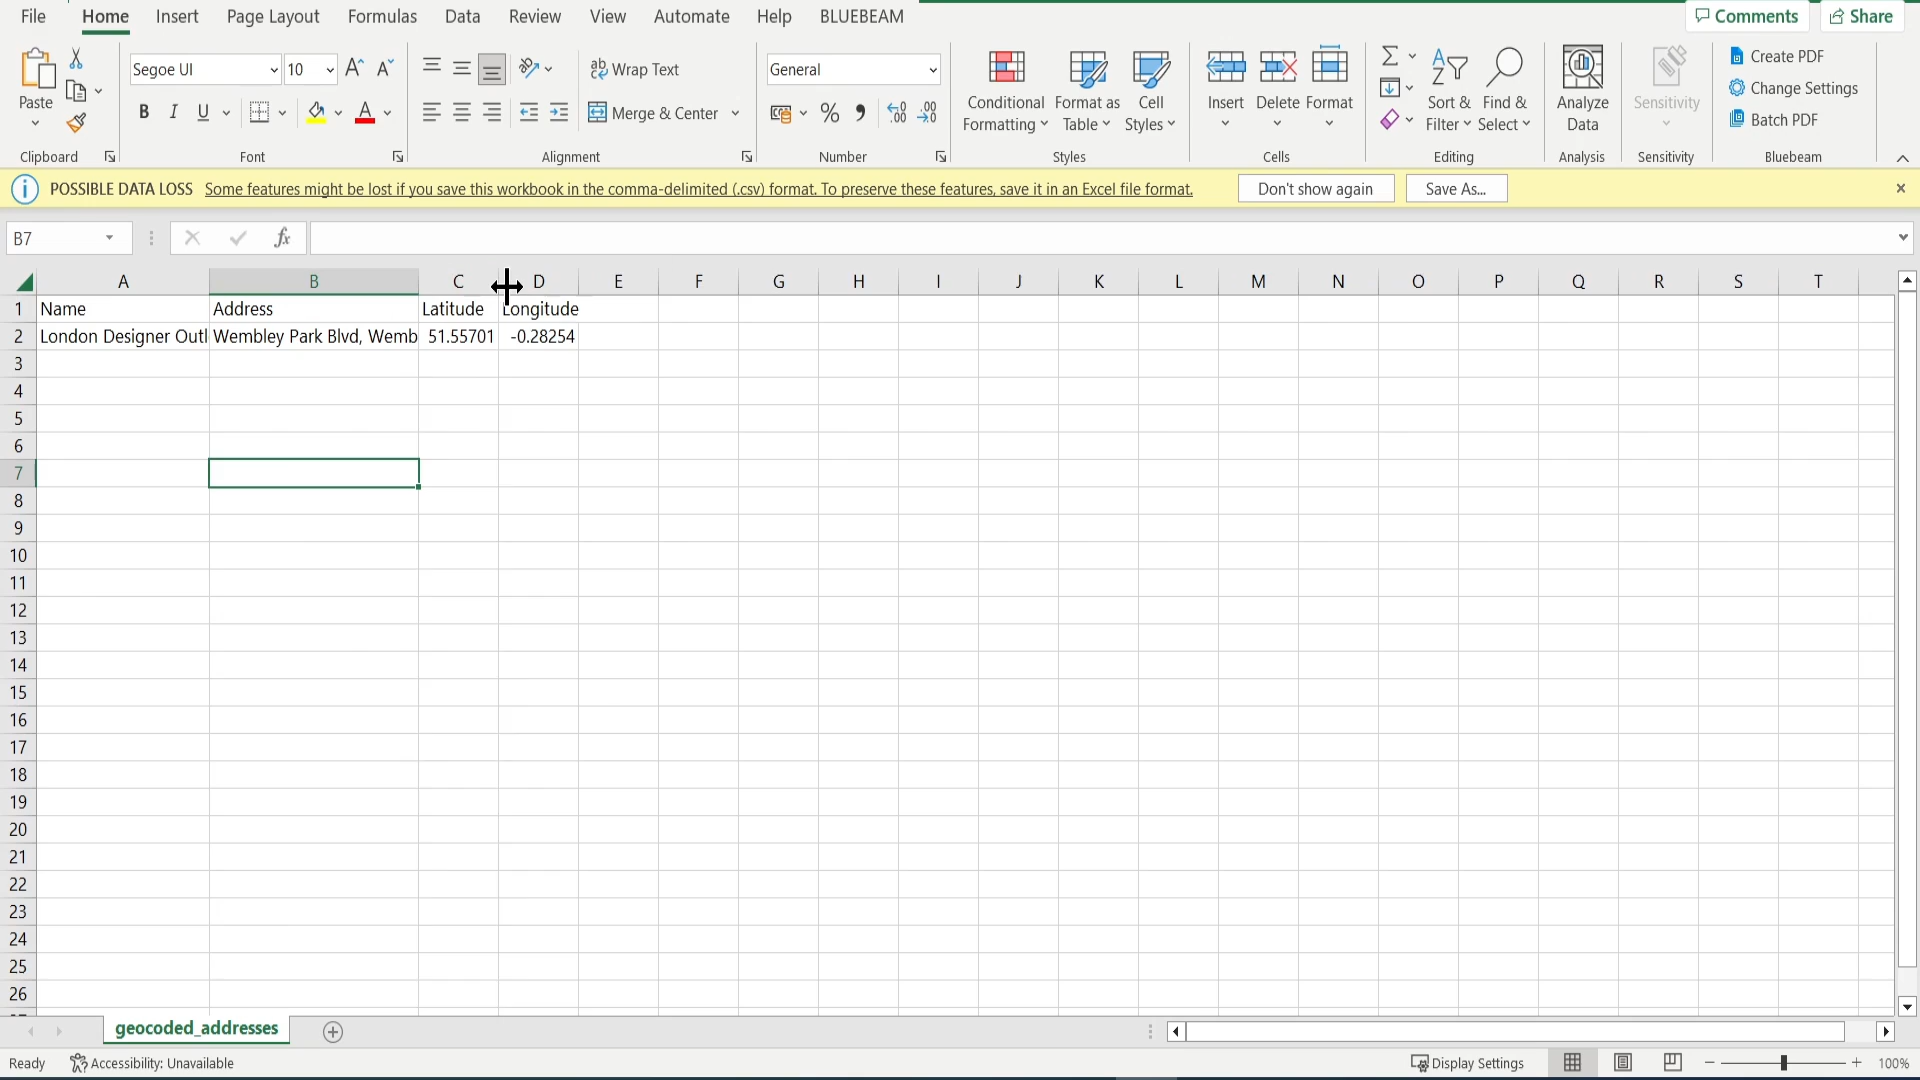 File Home Insert Page Layout Formulas Data Review View Automate Help BLUEBEAM Comments Share
Segoe UI 10 Wrap Text General Create PDF
Change Settings
Paste Conditional Format as Cell Insert Delete Format Sort & Find & Analyze Sensitivity
B I U A Merge & Center % Formatting Table Styles Filter Select Data Batch PDF
Clipboard Font Alignment Number Styles Cells Editing Analysis Sensitivity Bluebeam
POSSIBLE DATA LOSS Some features might be lost if you save this workbook in the comma-delimited (.csv) format. To preserve these features, save it in an Excel file format. Don't show again Save As...
B7 fx
A B C D E F G H I J K L M N O P Q R S T
1 Name Address Latitude Longitude
2 London Designer Outl Wembley Park Blvd, Wemb 51.55701 -0.28254
3
4
5
6
7
8
9
10
11
12
13
14
15
16
17
18
19
20
21
22
23
24
25
26
geocoded_addresses
Ready Accessibility: Unavailable Display Settings 100%